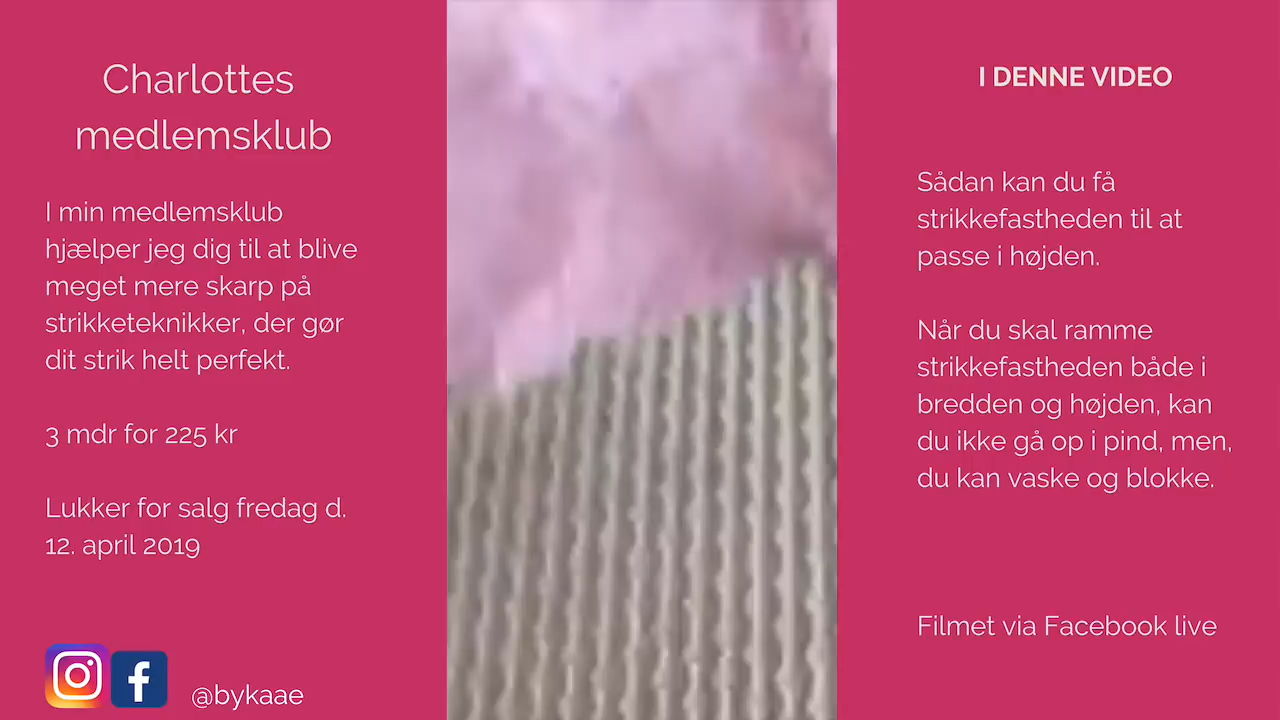 Charlottes
medlemsklub
I min medlemsklub
hjælper jeg dig til at blive
meget mere skarp på
strikketeknikker, der gør
dit strik helt perfekt.
3 mdr for 225 kr
Lukker for salg fredag d.
12. april 2019
@bykaae
I DENNE VIDEO
Sådan kan du få
strikkefastheden til at
passe i højden.
Når du skal ramme
strikkefastheden både i
bredden og højden, kan
du ikke gå op i pind, men,
du kan vaske og blokke.
Filmet via Facebook live